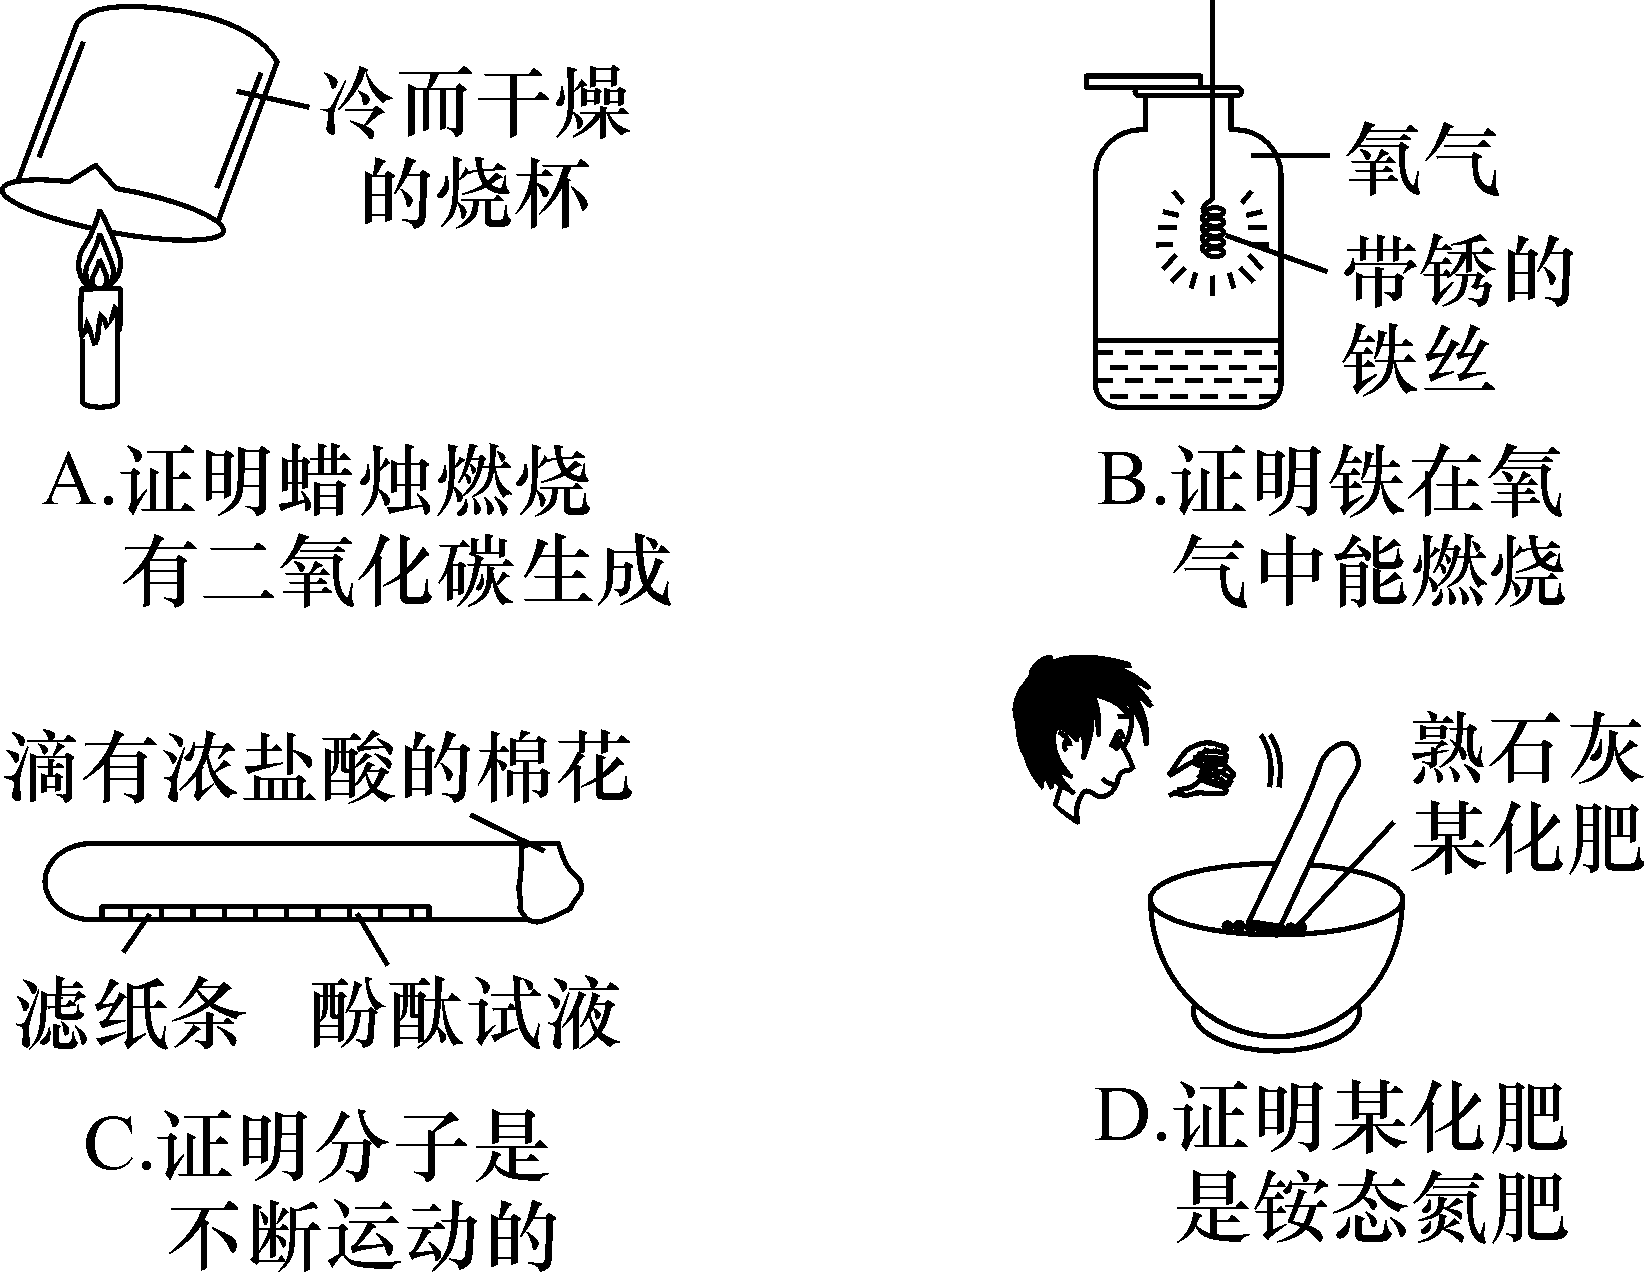 冷而干燥
的烧杯
A.证明蜡烛燃烧
有二氧化碳生成
氧气
带锈的
铁丝
B.证明铁在氧
气中能燃烧
滴有浓盐酸的棉花
滤纸条
酚酞试液
C.证明分子是
不断运动的
熟石灰
某化肥
D.证明某化肥
是铵态氮肥